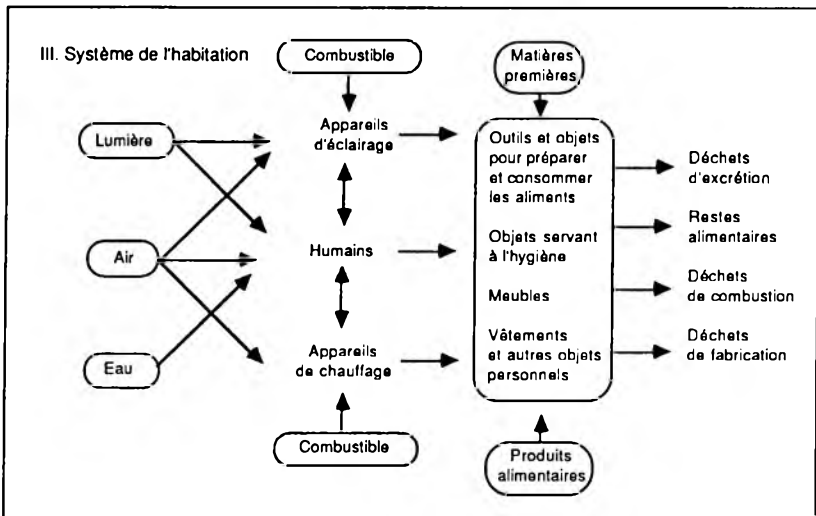 III. Système de l'habitation
Combustible
Matières
premières
Lumière
Air
Eau
Appareils
d'éclairage
Humains
Appareils
de chauffage
Combustible
Outils et objets
pour préparer
et consommer
les aliments
Objets servant
à l'hygiène
Meubles
Vêtements
et autres objets
personnels
Produits
alimentaires
Déchets
d'excrétion
Restes
alimentaires
Déchets
de combustion
Déchets
de fabrication